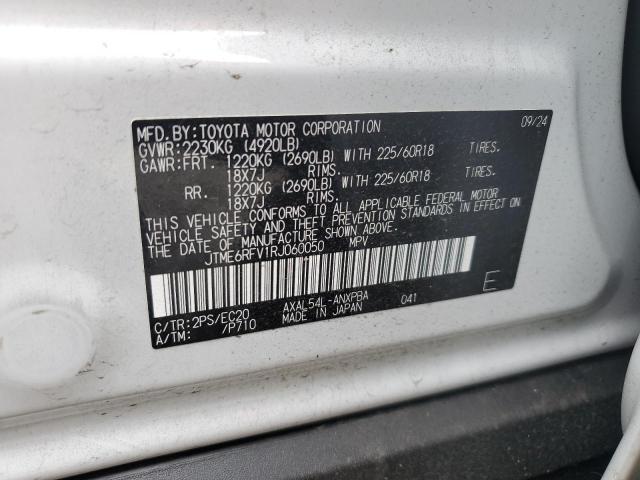 MFD.BY:TOYOTA MOTOR CORPORATION 09/24
GVWR:2230KG (4920LB)
GAWR:FRT. 1220KG (2690LB) WITH 225/60R18 TIRES.
18X7J RIMS.
RR. 1220KG (2690LB) WITH 225/60R18 TIRES.
18X7J RIMS.
THIS VEHICLE CONFORMS TO ALL APPLICABLE FEDERAL MOTOR
VEHICLE SAFETY AND THEFT PREVENTION STANDARDS IN EFFECT ON
THE DATE OF MANUFACTURE SHOWN ABOVE.
JTME6RFV1RJ060050 MPV
C/TR:2PS/EC20 AXAL54L-ANXPBA 041 E
A/TM: /P710 MADE IN JAPAN